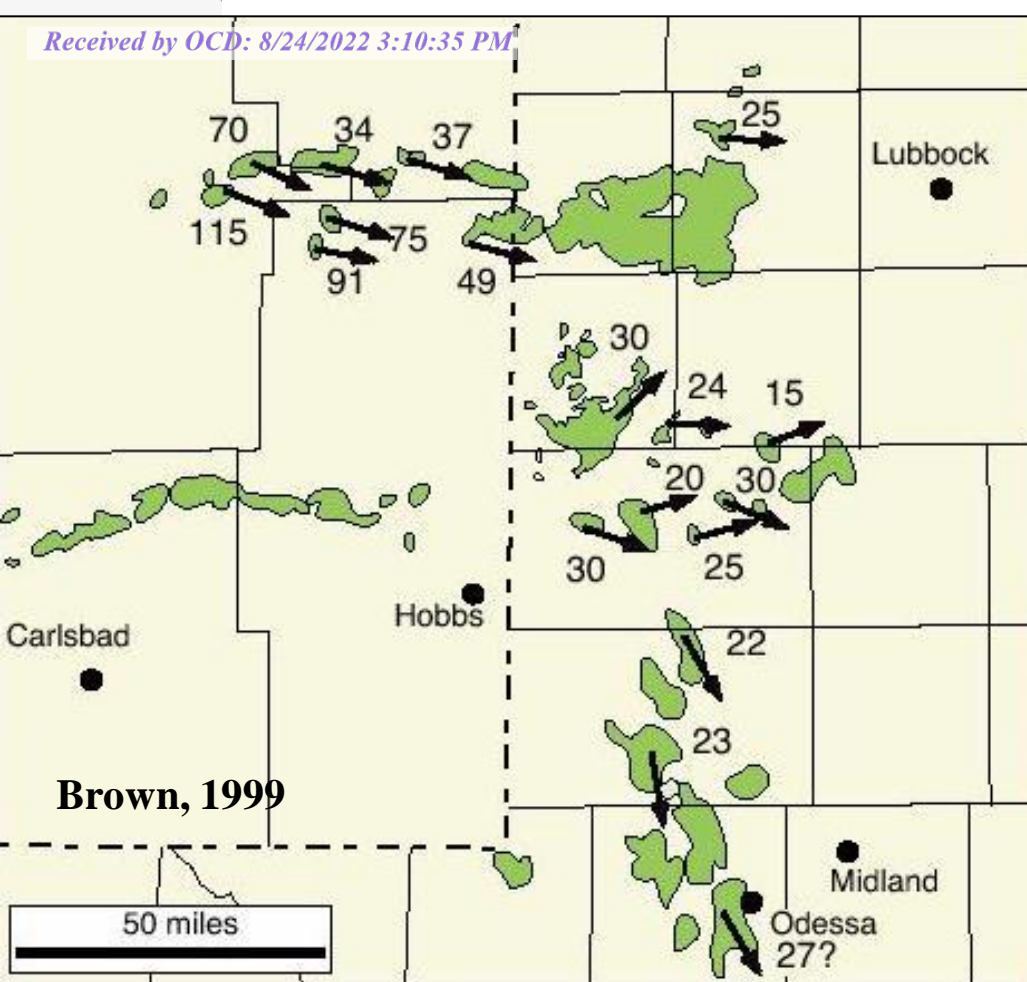 Received by OCD: 8/24/2022 3:10:35 PM
25
70
34
37
Lubbock
115
75
91
49
30
24
15
20
30
30
25
Hobbs
Carlsbad
22
23
Brown, 1999
Midland
50 miles
Odessa
27?